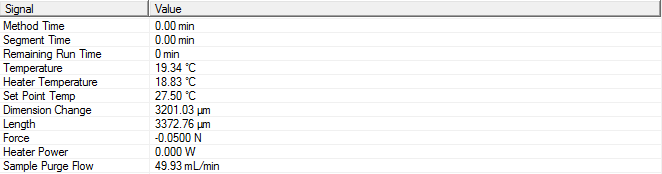 Signal Value
Method Time 0.00 min
Segment Time 0.00 min
Remaining Run Time 0 min
Temperature 19.34 °C
Heater Temperature 18.83 °C
Set Point Temp 27.50 °C
Dimension Change 3201.03 µm
Length 3372.76 µm
Force -0.0500 N
Heater Power 0.000 W
Sample Purge Flow 49.93 mL/min